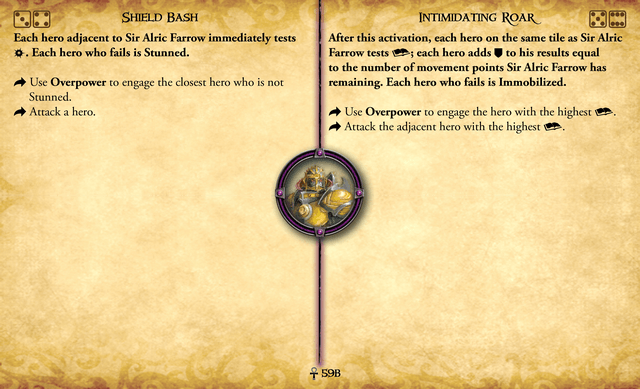 SHIELD BASH
Each hero adjacent to Sir Alric Farrow immediately tests
. Each hero who fails is Stunned.
Use Overpower to engage the closest hero who is not
Stunned.
Attack a hero.
INTIMIDATING ROAR
After this activation, each hero on the same tile as Sir Alric
Farrow tests ; each hero adds to his results equal
to the number of movement points Sir Alric Farrow has
remaining. Each hero who fails is Immobilized.
Use Overpower to engage the hero with the highest .
Attack the adjacent hero with the highest .
59B